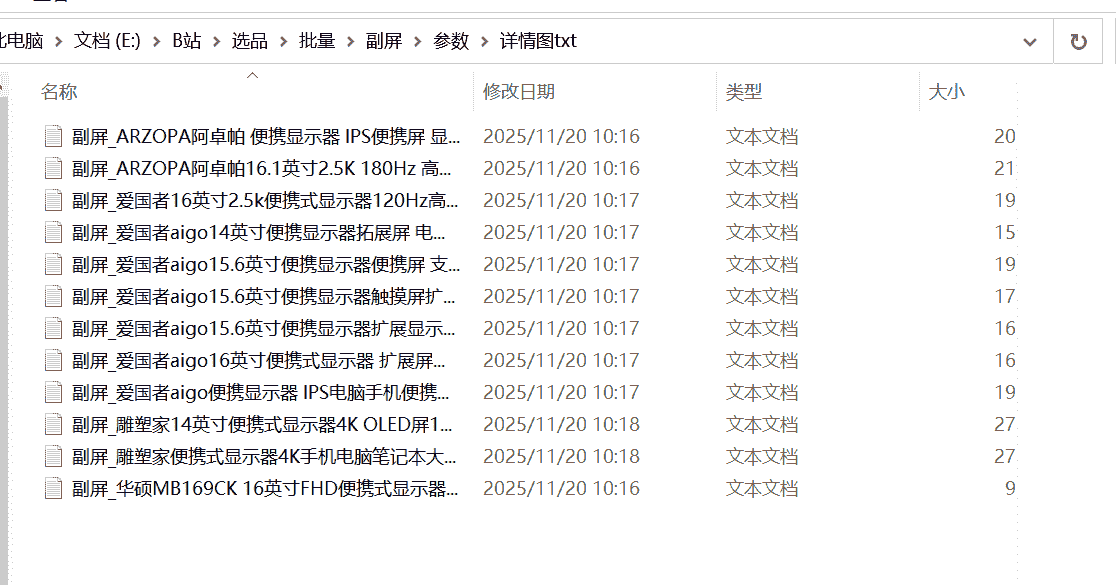 电脑 > 文档 (E:) > B站 > 选品 > 批量 > 副屏 > 参数 > 详情图txt
名称 修改日期 类型 大小
副屏_ARZOPA阿卓帕 便携显示器 IPS便携屏 显... 2025/11/20 10:16 文本文档 20
副屏_ARZOPA阿卓帕16.1英寸2.5K 180Hz 高... 2025/11/20 10:16 文本文档 21
副屏_爱国者16英寸2.5k便携式显示器120Hz高... 2025/11/20 10:17 文本文档 19
副屏_爱国者aigo14英寸便携显示器拓展屏 电... 2025/11/20 10:17 文本文档 15
副屏_爱国者aigo15.6英寸便携显示器便携屏 支... 2025/11/20 10:17 文本文档 19
副屏_爱国者aigo15.6英寸便携显示器触摸屏扩... 2025/11/20 10:17 文本文档 17
副屏_爱国者aigo15.6英寸便携显示器扩展显示... 2025/11/20 10:17 文本文档 16
副屏_爱国者aigo16英寸便携式显示器 扩展屏... 2025/11/20 10:17 文本文档 16
副屏_爱国者aigo便携显示器 IPS电脑手机便携... 2025/11/20 10:17 文本文档 19
副屏_雕塑家14英寸便携式显示器4K OLED屏1... 2025/11/20 10:18 文本文档 27
副屏_雕塑家便携式显示器4K手机电脑笔记本大... 2025/11/20 10:18 文本文档 27
副屏_华硕MB169CK 16英寸FHD便携式显示器... 2025/11/20 10:16 文本文档 9